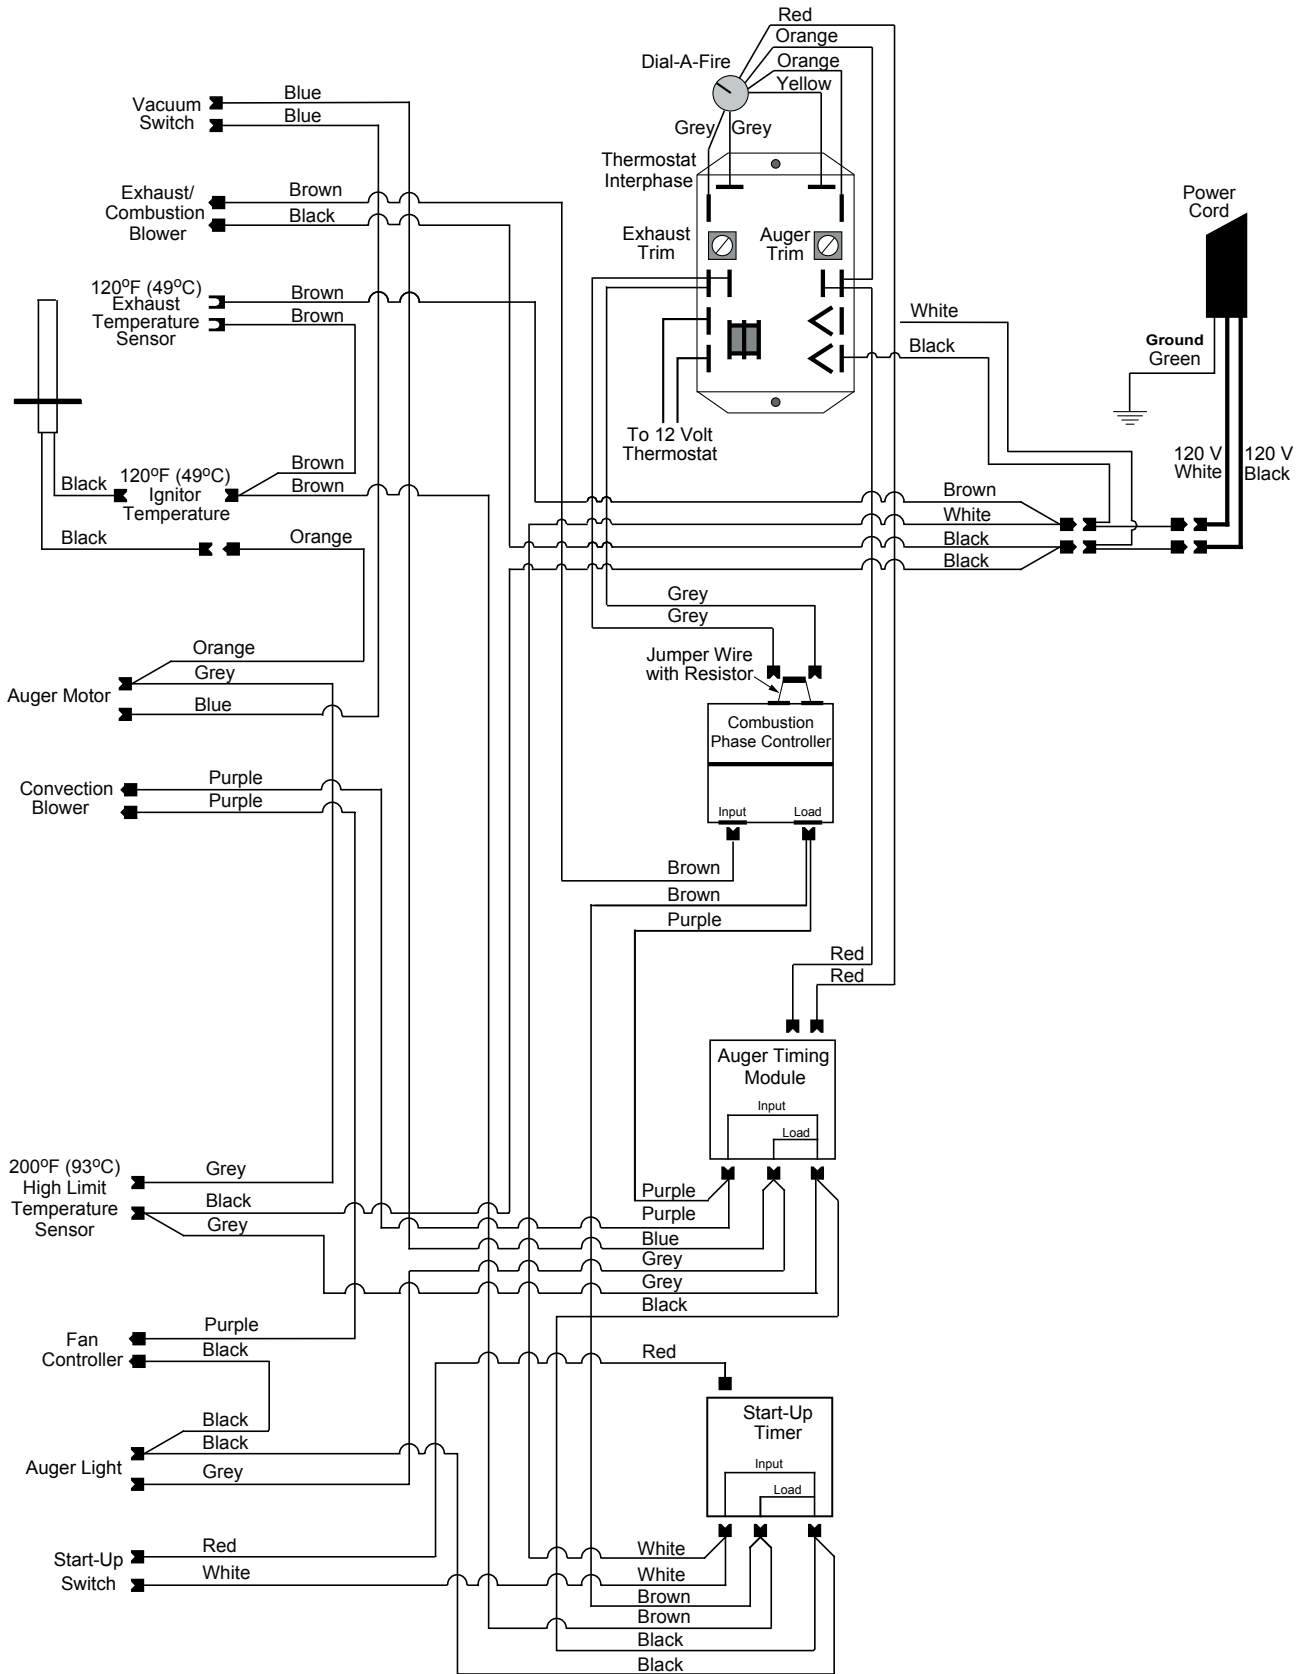 Red
Orange
Dial-A-Fire
Orange
Yellow
Grey Grey
Blue
Vacuum
Switch
Blue
Thermostat
Interphase
Exhaust/
Combustion
Blower
Brown
Black
Exhaust
Trim
Auger
Trim
Power
Cord
120ºF (49ºC)
Exhaust
Temperature
Sensor
Brown
Brown
White
Black
Ground
Green
To 12 Volt
Thermostat
120 V
White
120 V
Black
Brown
Black
120ºF (49ºC)
Ignitor
Temperature
Brown
Brown
White
Black
Black
Black
Orange
Grey
Grey
Orange
Grey
Auger Motor
Blue
Jumper Wire
with Resistor
Combustion
Phase Controller
Input
Load
Purple
Convection
Blower
Purple
Brown
Brown
Purple
Red
Red
Auger Timing
Module
Input
Load
200ºF (93ºC)
High Limit
Temperature
Sensor
Grey
Black
Grey
Purple
Purple
Blue
Grey
Grey
Black
Purple
Fan
Controller
Black
Red
Start-Up
Timer
Input
Load
Black
Black
Auger Light
Grey
Red
Start-Up
Switch
White
White
White
Brown
Brown
Black
Black